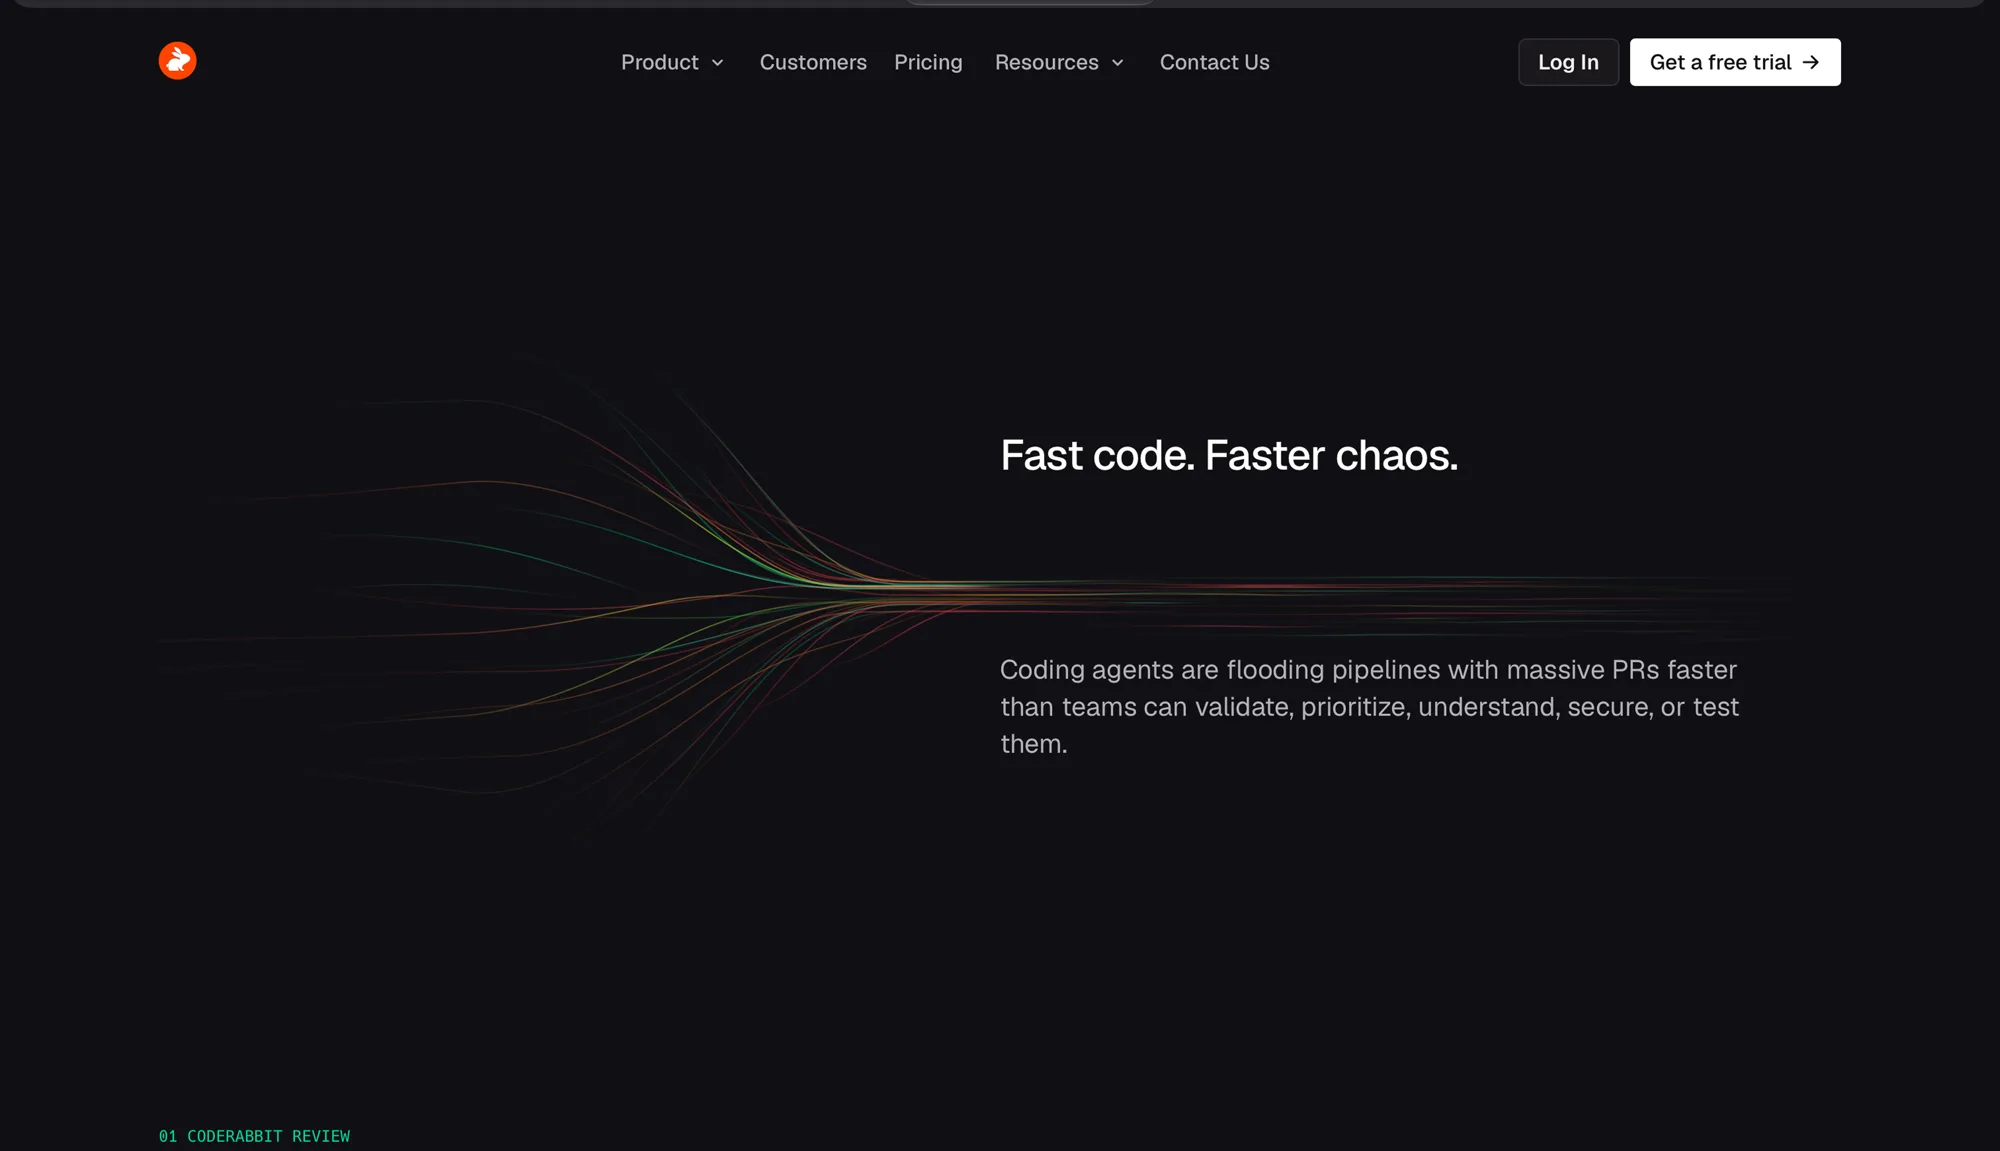 Product
Customers
Pricing
Resources
Contact Us
Log In
Get a free trial →
Fast code. Faster chaos.
Coding agents are flooding pipelines with massive PRs faster
than teams can validate, prioritize, understand, secure, or test
them.
01 CODERABBIT REVIEW